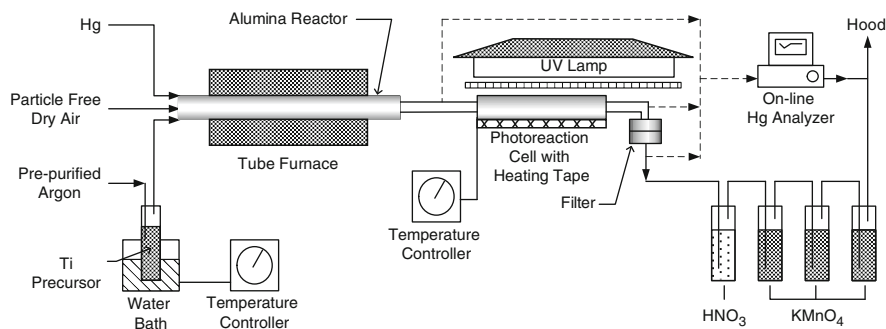 Hg
Alumina Reactor
Hood
UV Lamp
Particle Free
Dry Air
On-line
Hg Analyzer
Tube Furnace
Photoreaction
Cell with
Heating Tape
Pre-purified
Argon
Filter
Temperature
Controller
Ti
Precursor
Water
Bath
Temperature
Controller
HNO3
KMnO4